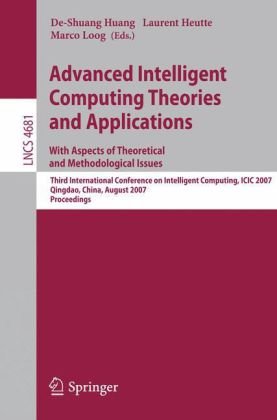 De-Shuang Huang Laurent Heutte
Marco Loog (Eds.)
LNCS 4681
Advanced Intelligent
Computing Theories
and Applications
With Aspects of Theoretical
and Methodological Issues
Third International Conference on Intelligent Computing, ICIC 2007
Qingdao, China, August 2007
Proceedings
Springer